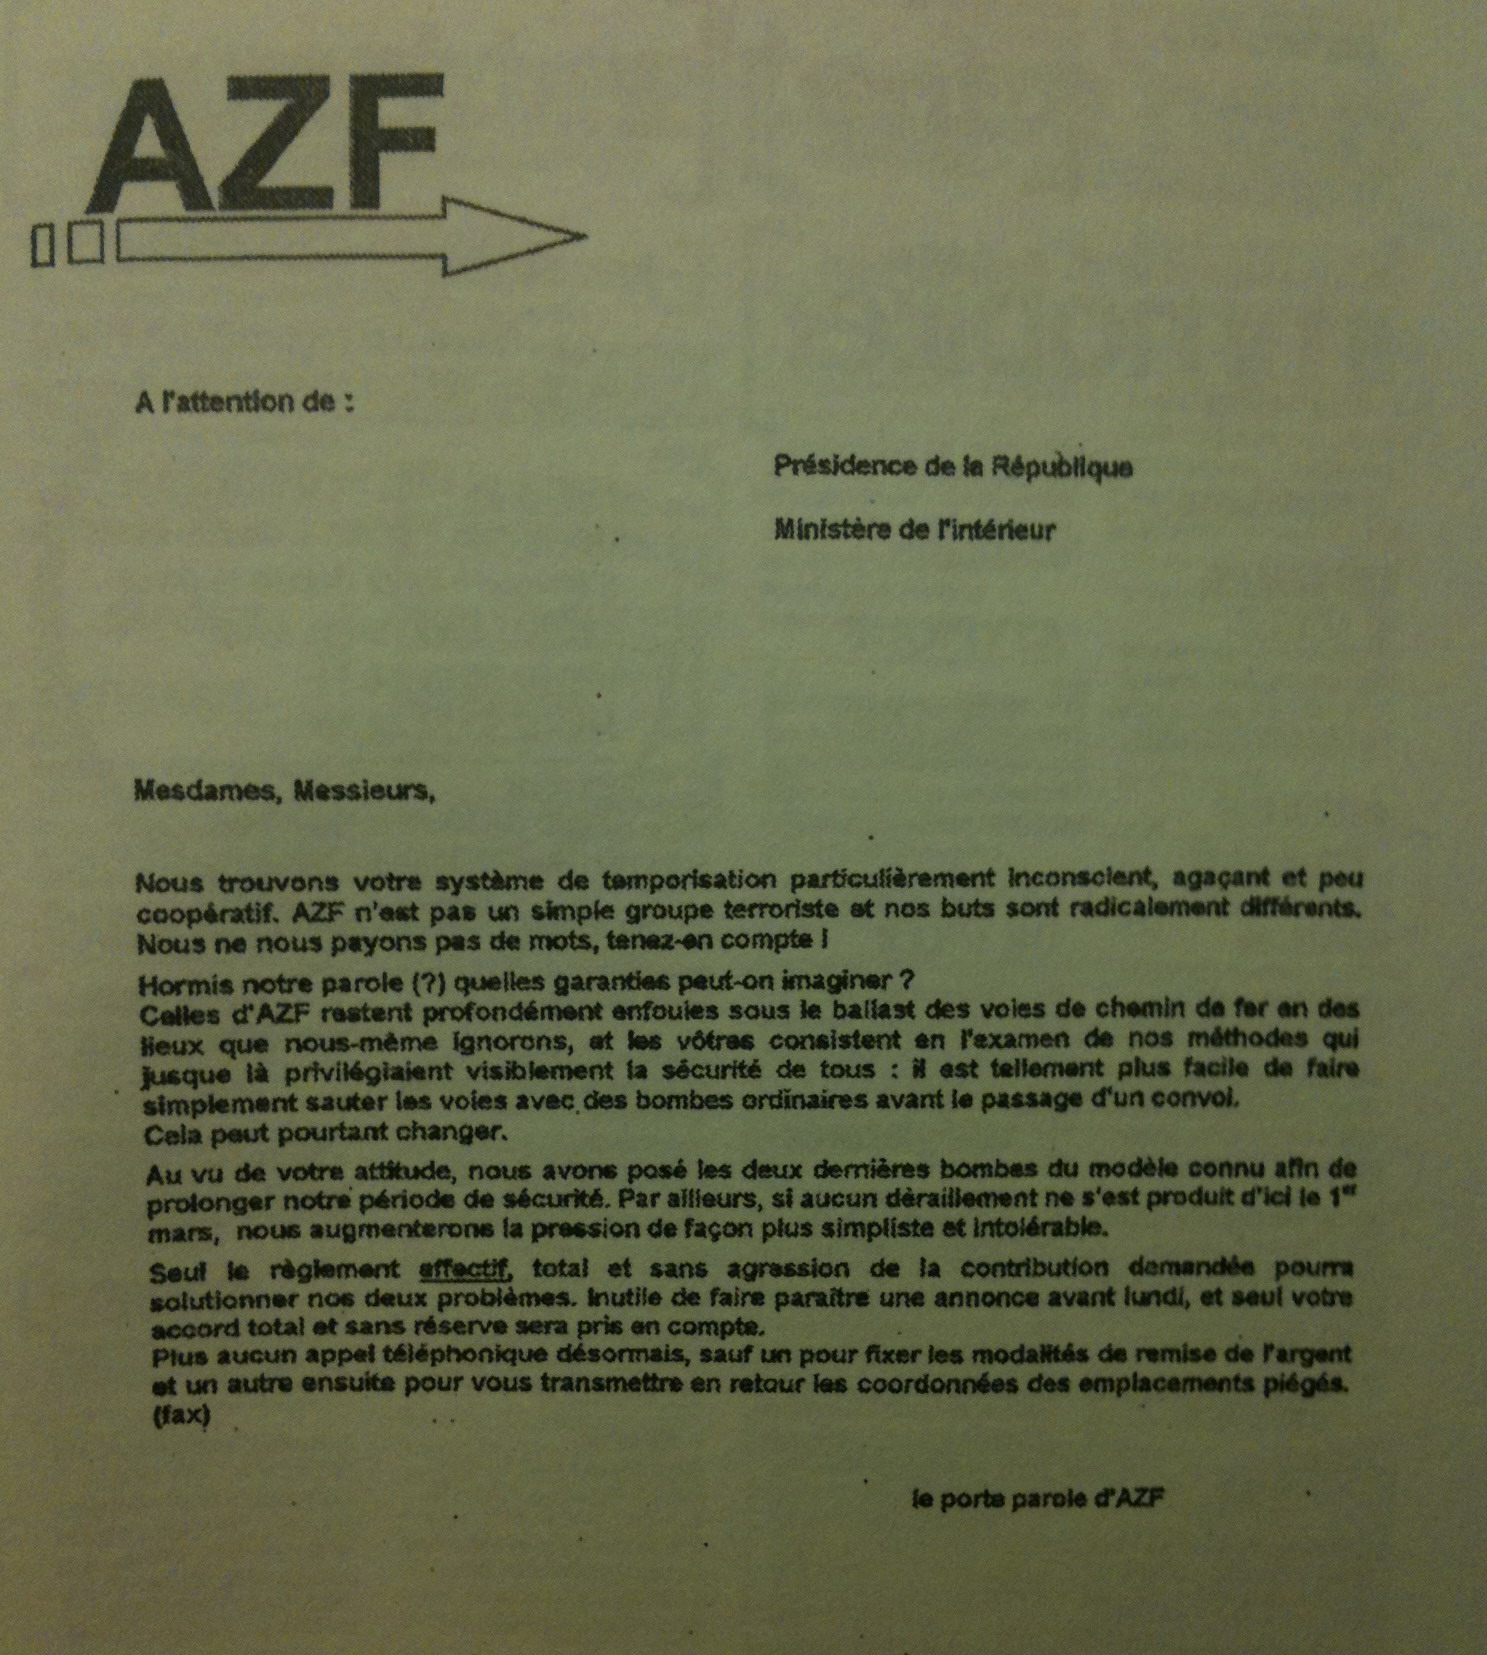 AZF
A l'attention de :
Présidence de la République
Ministère de l'intérieur
Mesdames, Messieurs,
Nous trouvons votre système de temporisation particulièrement inconscient, agaçant et peu
coopératif. AZF n'est pas un simple groupe terroriste et nos buts sont radicalement différents.
Nous ne nous payons pas de mots, tenez-en compte !
Hormis notre parole (?) quelles garanties peut-on imaginer ?
Celles d'AZF restent profondément enfouies sous le ballast des voies de chemin de fer en des
lieux que nous-même ignorons, et les vôtres consistent en l'examen de nos méthodes qui
jusque là privilégiaient visiblement la sécurité de tous : il est tellement plus facile de faire
simplement sauter les voies avec des bombes ordinaires avant le passage d'un convoi.
Cela peut pourtant changer.
Au vu de votre attitude, nous avons posé les deux dernières bombes du modèle connu afin de
prolonger notre période de sécurité. Par ailleurs, si aucun déraillement ne s'est produit d'ici le 1er
mars, nous augmenterons la pression de façon plus simpliste et intolérable.
Seul le règlement effectif, total et sans agression de la contribution demandée pourra
solutionner nos deux problèmes. Inutile de faire paraître une annonce avant lundi, et seul votre
accord total et sans réserve sera pris en compte.
Plus aucun appel téléphonique désormais, sauf un pour fixer les modalités de remise de l'argent
et un autre ensuite pour vous transmettre en retour les coordonnées des emplacements piégés.
(fax)
le porte parole d'AZF